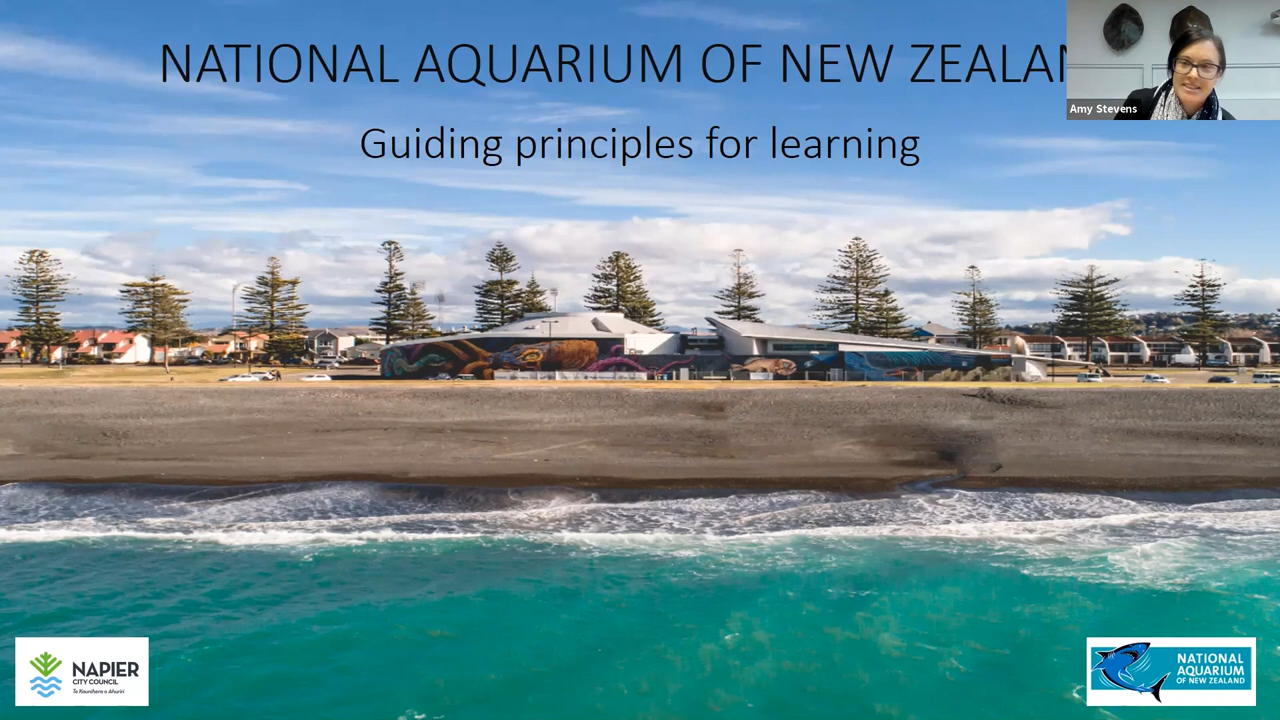 NATIONAL AQUARIUM OF NEW ZEALAN
Guiding principles for learning
Amy Stevens
NAPIER
CITY COUNCIL
Te Kaunihera o Ahuriri
NATIONAL
AQUARIUM
OF NEW ZEALAND